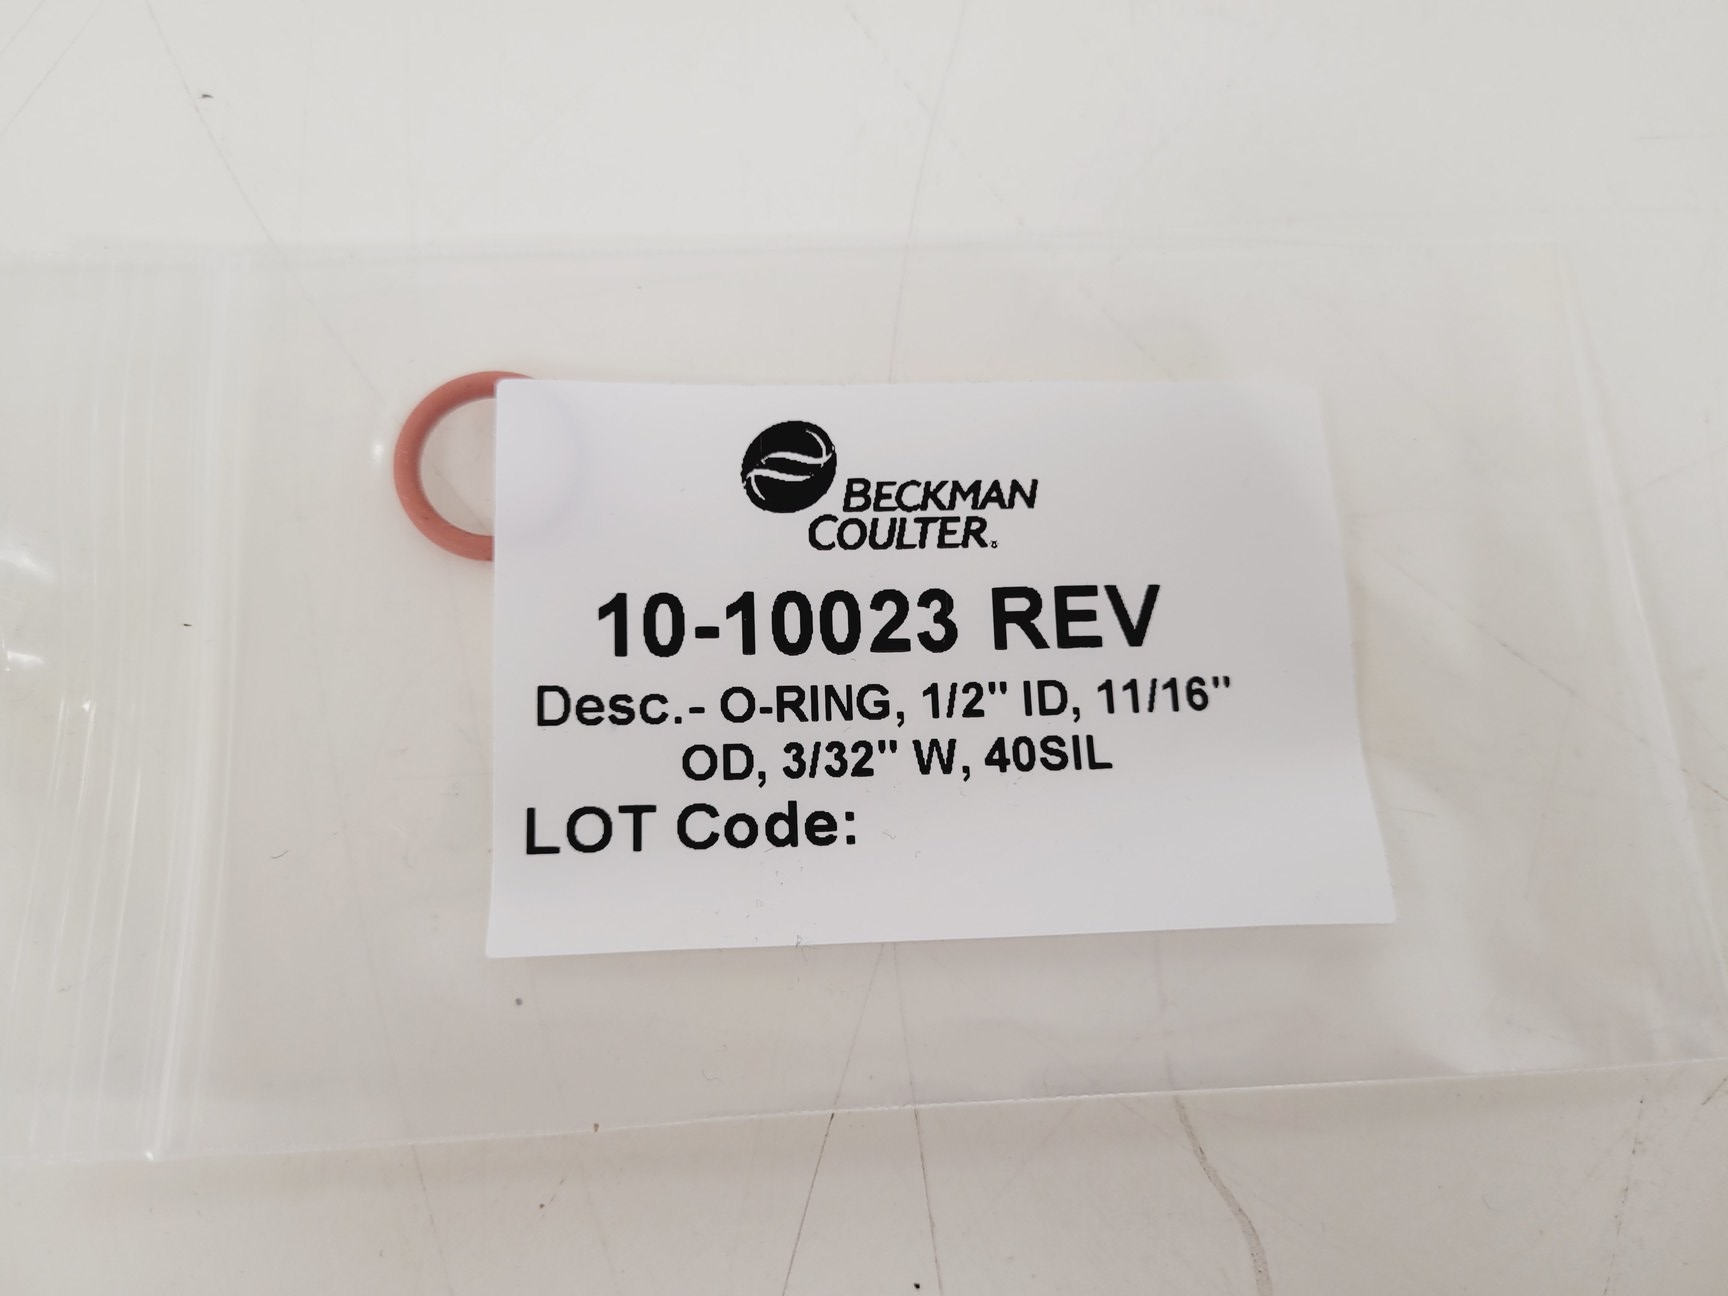 BECKMAN
COULTER®
10-10023 REV
Desc.- O-RING, 1/2" ID, 11/16"
OD, 3/32" W, 40SIL
LOT Code: